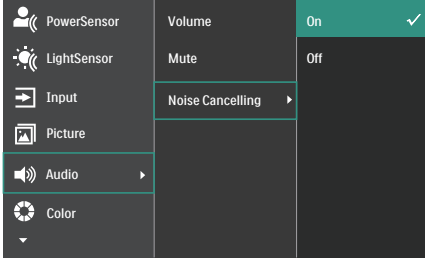 PowerSensor
LightSensor
Input
Picture
Audio
Color
Volume
Mute
Noise Cancelling
On
Off